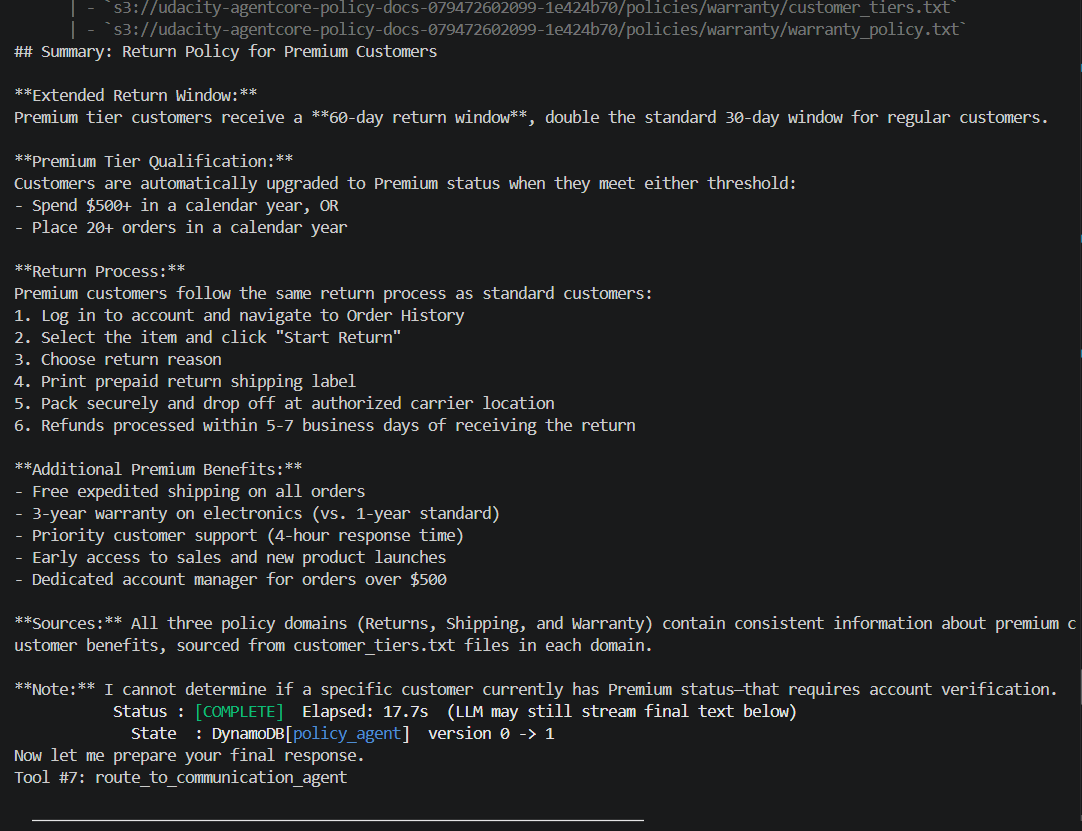 | - `s3://udacity-agentcore-policy-docs-079472602099-1e424b70/policies/warranty/customer_tiers.txt`
| - `s3://udacity-agentcore-policy-docs-079472602099-1e424b70/policies/warranty/warranty_policy.txt`
## Summary: Return Policy for Premium Customers
**Extended Return Window:**
Premium tier customers receive a **60-day return window**, double the standard 30-day window for regular customers.
**Premium Tier Qualification:**
Customers are automatically upgraded to Premium status when they meet either threshold:
- Spend $500+ in a calendar year, OR
- Place 20+ orders in a calendar year
**Return Process:**
Premium customers follow the same return process as standard customers:
1. Log in to account and navigate to Order History
2. Select the item and click "Start Return"
3. Choose return reason
4. Print prepaid return shipping label
5. Pack securely and drop off at authorized carrier location
6. Refunds processed within 5-7 business days of receiving the return
**Additional Premium Benefits:**
- Free expedited shipping on all orders
- 3-year warranty on electronics (vs. 1-year standard)
- Priority customer support (4-hour response time)
- Early access to sales and new product launches
- Dedicated account manager for orders over $500
**Sources:** All three policy domains (Returns, Shipping, and Warranty) contain consistent information about premium c
ustomer benefits, sourced from customer_tiers.txt files in each domain.
**Note:** I cannot determine if a specific customer currently has Premium status—that requires account verification.
Status : [COMPLETE]  Elapsed: 17.7s  (LLM may still stream final text below)
State  : DynamoDB[policy_agent]  version 0 -> 1
Now let me prepare your final response.
Tool #7: route_to_communication_agent